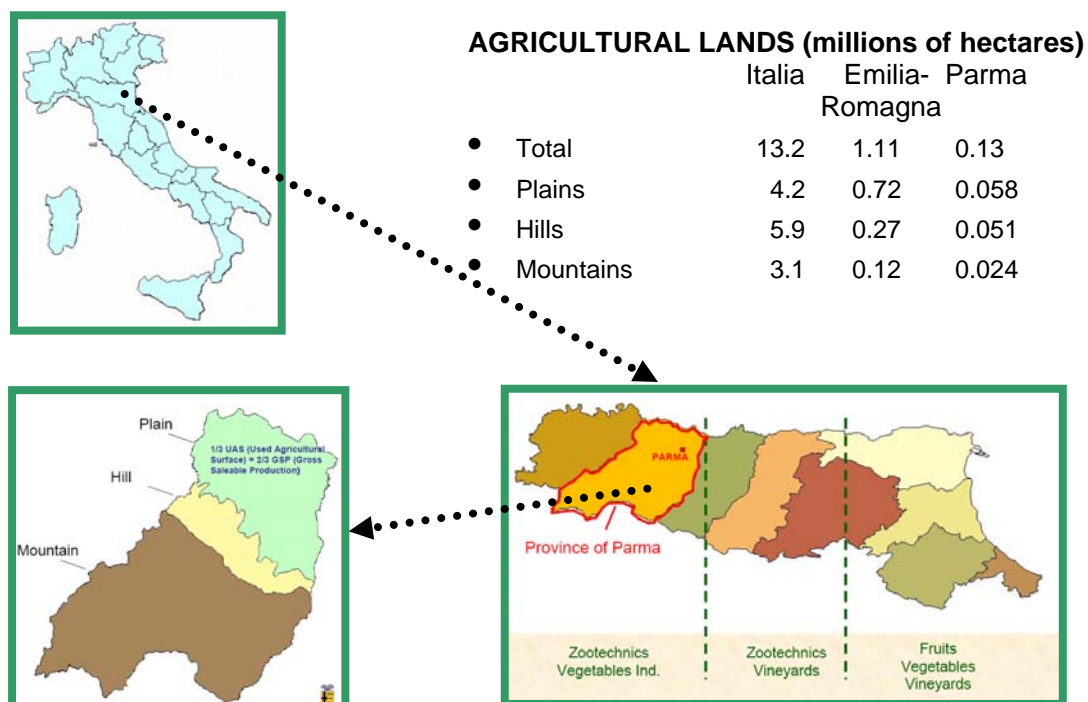 AGRICULTURAL LANDS (millions of hectares)
Italia Emilia- Parma
Romagna
• Total 13.2 1.11 0.13
• Plains 4.2 0.72 0.058
• Hills 5.9 0.27 0.051
• Mountains 3.1 0.12 0.024
Plain
1/3 UAS (Used Agricultural
Surface) = 2/3 GSP (Gross
Saleable Production)
Hill
Mountain
PARMA
Province of Parma
Zootechnics
Vegetables Ind.
Zootechnics
Vineyards
Fruits
Vegetables
Vineyards